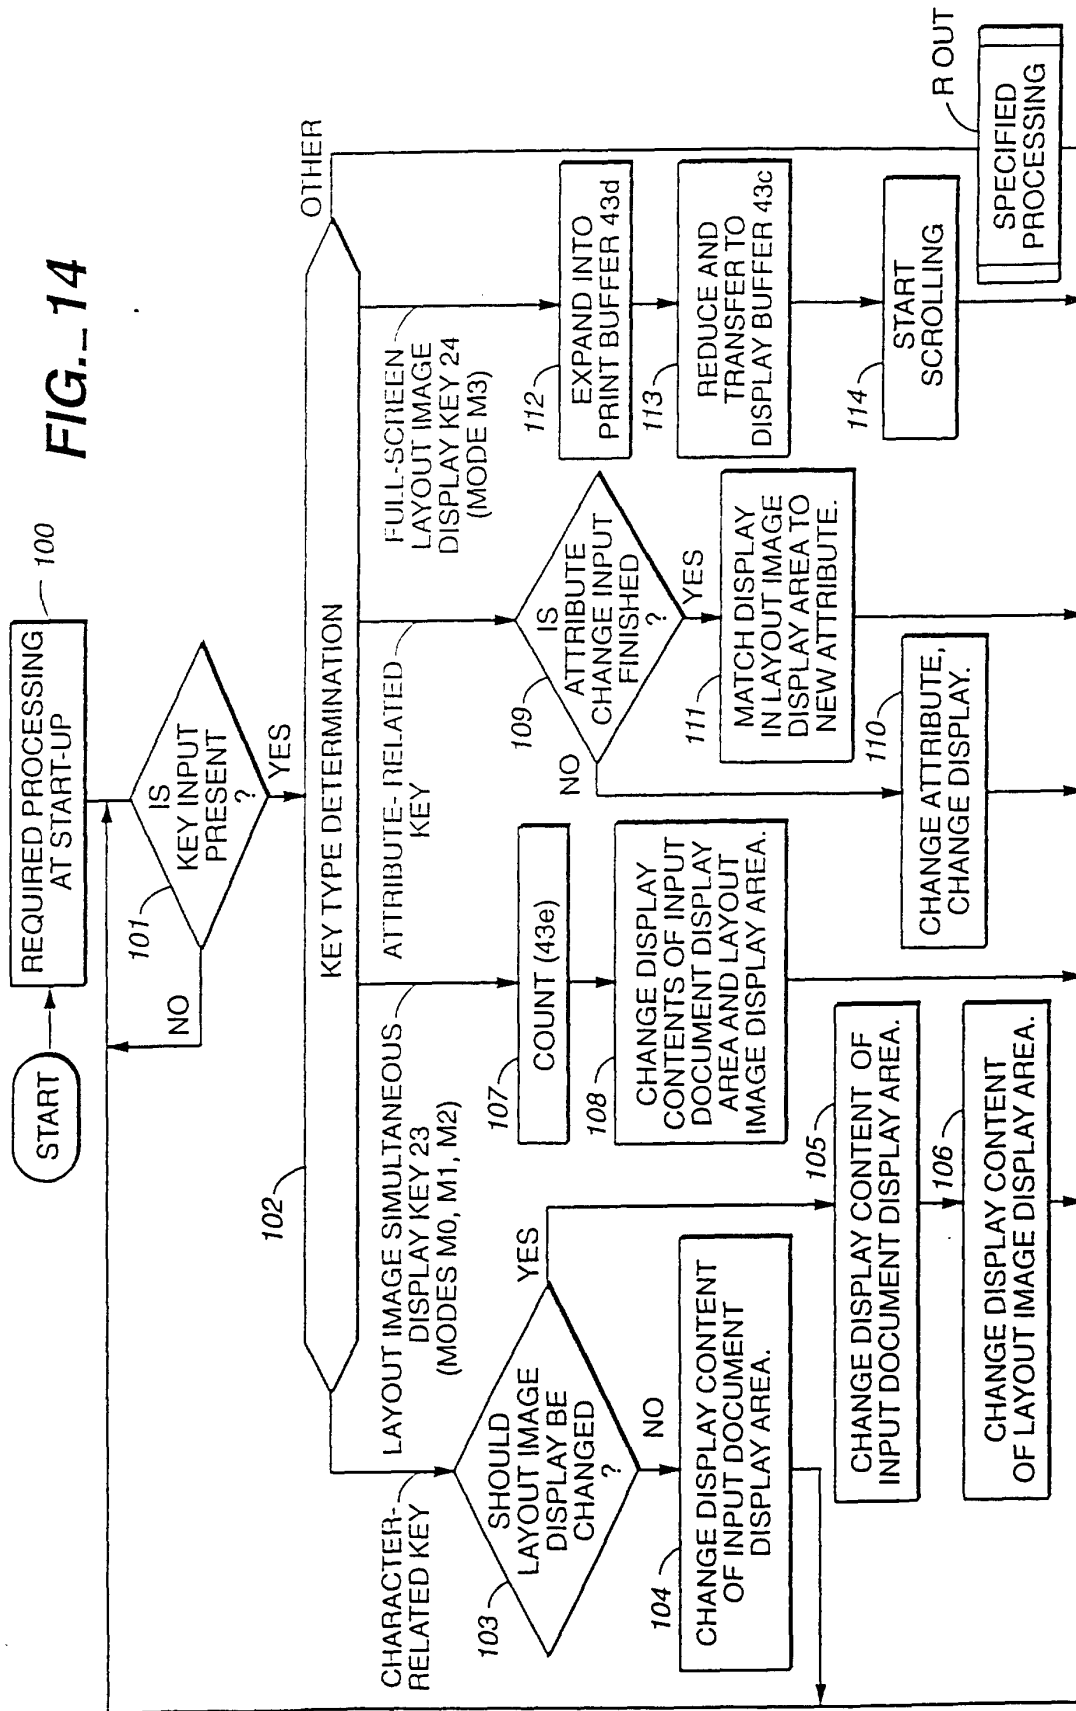 FIG._14
START
REQUIRED PROCESSING
AT START-UP
100
IS
KEY INPUT
PRESENT
?
101
NO
YES
KEY TYPE DETERMINATION
102
OTHER
CHARACTER-
RELATED KEY
LAYOUT IMAGE SIMULTANEOUS
DISPLAY KEY 23
(MODES M0, M1, M2)
ATTRIBUTE- RELATED
KEY
FULL-SCREEN
LAYOUT IMAGE
DISPLAY KEY 24
(MODE M3)
SHOULD
LAYOUT IMAGE
DISPLAY BE
CHANGED
?
103
YES
NO
CHANGE DISPLAY CONTENT
OF INPUT DOCUMENT
DISPLAY AREA.
104
CHANGE DISPLAY CONTENT OF
INPUT DOCUMENT DISPLAY AREA.
105
CHANGE DISPLAY CONTENT
OF LAYOUT IMAGE DISPLAY AREA.
106
COUNT (43e)
107
CHANGE DISPLAY
CONTENTS OF INPUT
DOCUMENT DISPLAY
AREA AND LAYOUT
IMAGE DISPLAY AREA.
108
IS
ATTRIBUTE
CHANGE INPUT
FINISHED
?
109
NO
YES
CHANGE ATTRIBUTE,
CHANGE DISPLAY.
110
MATCH DISPLAY
IN LAYOUT IMAGE
DISPLAY AREA TO
NEW ATTRIBUTE.
111
EXPAND INTO
PRINT BUFFER 43d
112
REDUCE AND
TRANSFER TO
DISPLAY BUFFER 43c
113
START
SCROLLING
114
R OUT
SPECIFIED
PROCESSING